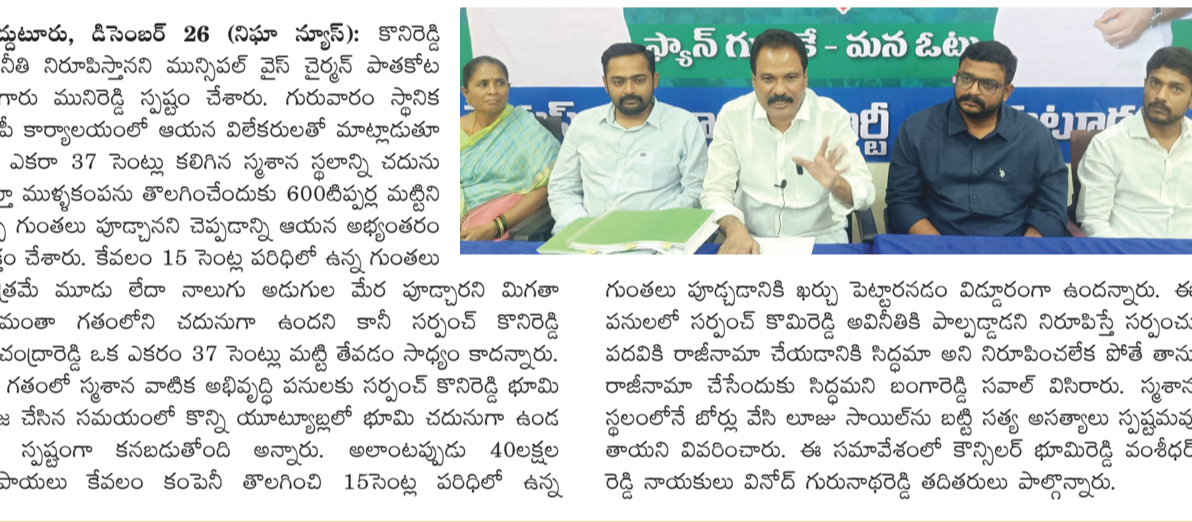 స్యాన్ గు కే - మన ఓటు
ర్టీ
ద్దుటూరు, డిసెంబర్ 26 (నిఘా న్యూస్): కొనిరెడ్డి
నీతి నిరూపిస్తానని మున్సిపల్ వైస్ చైర్మన్ పాతకోట
గారు మునిరెడ్డి స్పష్టం చేశారు. గురువారం స్థానిక
పీ కార్యాలయంలో ఆయన విలేకరులతో మాట్లాడుతూ
ఎకరా 37 సెంట్లు కలిగిన స్మశాన స్థలాన్ని చదును
ముళ్ళకంపను తొలగించేందుకు 600టిప్పర్ల మట్టిని
గుంతలు పూడ్చానని చెప్పడాన్ని ఆయన అభ్యంతరం
క్తం చేశారు. కేవలం 15 సెంట్ల పరిధిలో ఉన్న గుంతలు
త్రమే మూడు లేదా నాలుగు అడుగుల మేర పూడ్చారని మిగతా
మంతా గతంలోని చదునుగా ఉందని కానీ సర్పంచ్ కొనిరెడ్డి
చంద్రారెడ్డి ఒక ఎకరం 37 సెంట్లు మట్టి తేవడం సాధ్యం కాదన్నారు.
గతంలో స్మశాన వాటిక అభివృద్ధి పనులకు సర్పంచ్ కొనిరెడ్డి భూమి
జ చేసిన సమయంలో కొన్ని యూట్యూబ్లలో భూమి చదునుగా ఉండ
స్పష్టంగా కనబడుతోంది అన్నారు. అలాంటప్పుడు 40లక్షల
పాయలు కేవలం కంపెనీ తొలగించి 15సెంట్ల పరిధిలో ఉన్న
గుంతలు పూడ్చడానికి ఖర్చు పెట్టారనడం విడ్డూరంగా ఉందన్నారు. ఈ
పనులలో సర్పంచ్ కొమిరెడ్డి అవినీతికి పాల్పడ్డాడని నిరూపిస్తే సర్పంచు
పదవికి రాజీనామా చేయడానికి సిద్ధమా అని నిరూపించలేక పోతే తాను
రాజీనామా చేసేందుకు సిద్ధమని బంగారెడ్డి సవాల్ విసిరారు. స్మశాన
స్థలంలోనే బోర్లు వేసి లూజు సాయిల్‌ను బట్టి సత్య అసత్యాలు స్పష్టమవు
తాయని వివరించారు. ఈ సమావేశంలో కౌన్సిలర్ భూమిరెడ్డి వంశీధర్
రెడ్డి నాయకులు వినోద్ గురునాథరెడ్డి తదితరులు పాల్గొన్నారు.